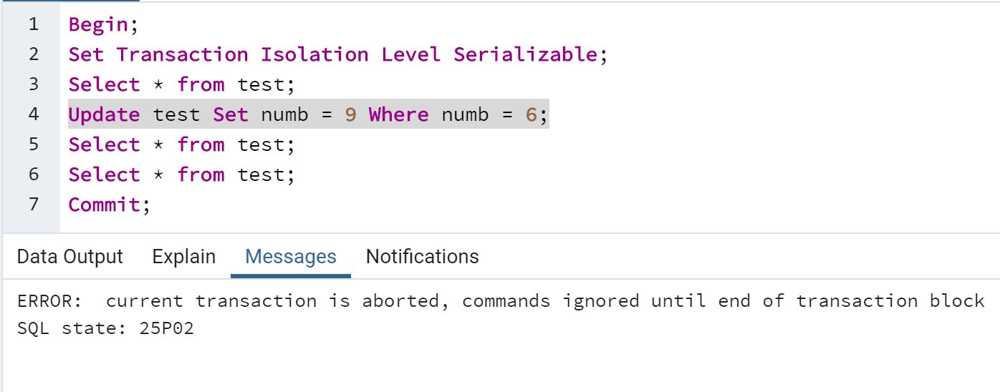 1 Begin;
2 Set Transaction Isolation Level Serializable;
3 Select * from test;
4 Update test Set numb = 9 Where numb = 6;
5 Select * from test;
6 Select * from test;
7 Commit;
Data Output Explain Messages Notifications
ERROR:  current transaction is aborted, commands ignored until end of transaction block
SQL state: 25P02